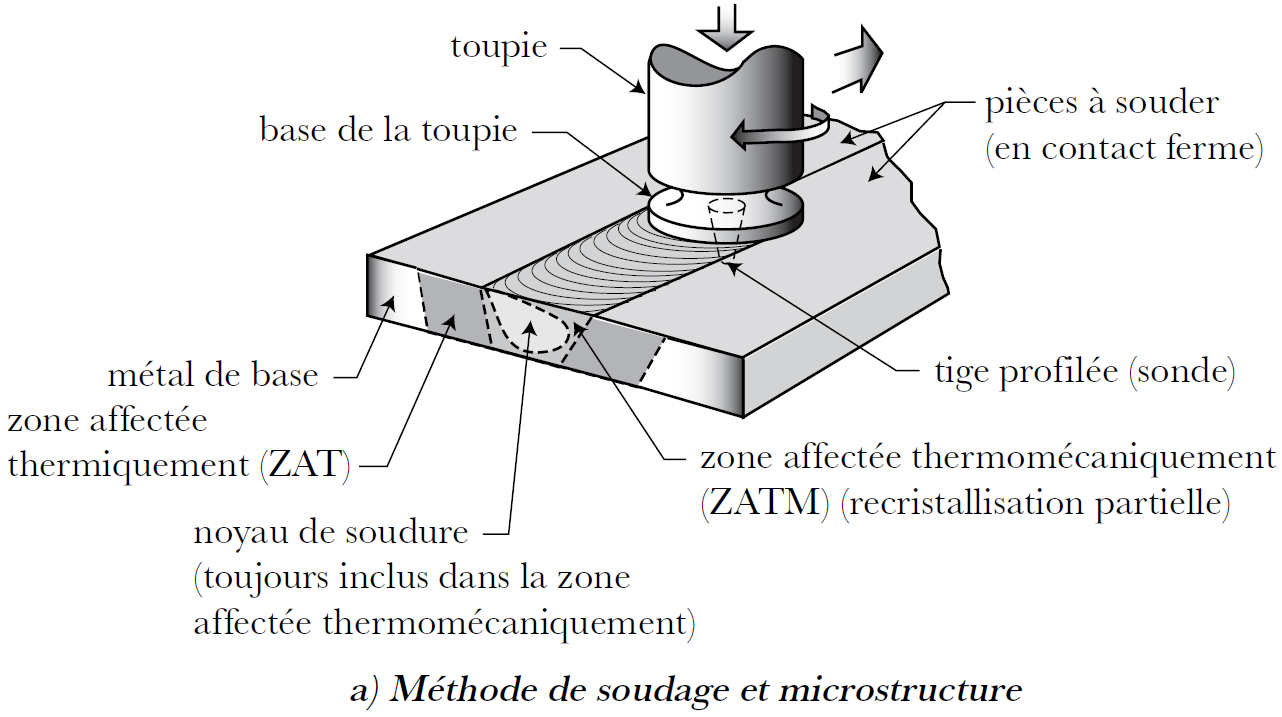 toupie
base de la toupie
pièces à souder
(en contact ferme)
métal de base
zone affectée
thermiquement (ZAT)
noyau de soudure
(toujours inclus dans la zone
affectée thermomécaniquement)
tige profilée (sonde)
zone affectée thermomécaniquement
(ZATM) (recristallisation partielle)
a) Méthode de soudage et microstructure